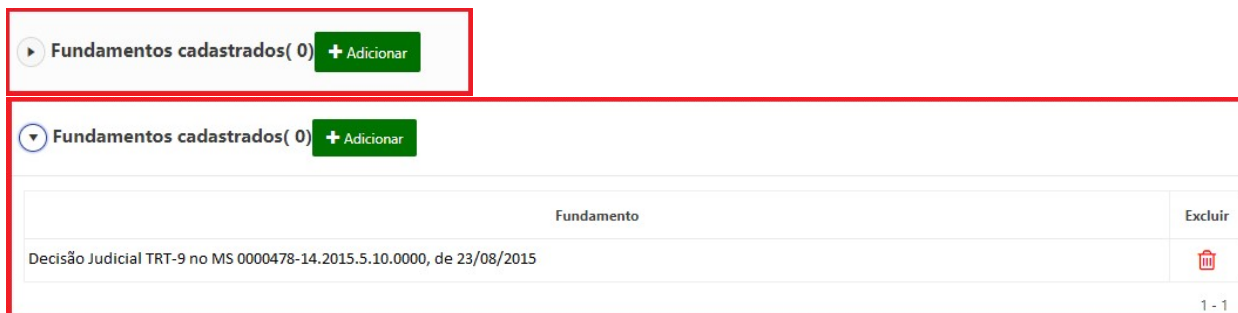 Fundamentos cadastrados( 0) + Adicionar
Fundamentos cadastrados( 0) + Adicionar
Fundamento Excluir
Decisão Judicial TRT-9 no MS 0000478-14.2015.5.10.0000, de 23/08/2015
1 - 1